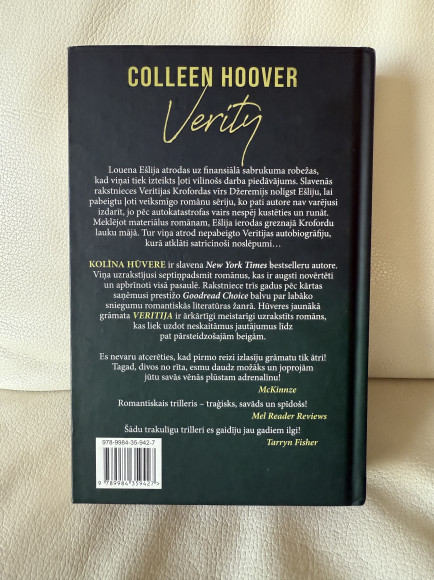 COLLEEN HOOVER
Verity
Louena Ešlija atrodas uz finansiālā sabrukuma robežas,
kad viņai tiek izteikts ļoti vilinošs darba piedāvājums. Slavenās
rakstnieces Veritijas Krofordas vīrs Džeremijs nolīgst Ešliju, lai
pabeigtu ļoti veiksmīgo romānu sēriju, ko pati autore nav varējusi
izdarīt, jo pēc autokatastrofas vairs nespēj kustēties un runāt.
Meklējot materiālus romānam, Ešlija ierodas greznajā Krofordu
lauku mājā. Tur viņa atrod nepabeigto Veritijas autobiogrāfiju,
kurā atklāti satricinoši noslēpumi…
KOLĪNA HŪVERE ir slavena New York Times bestselleru autore.
Viņa uzrakstījusi septiņpadsmit romānus, kas ir augsti novērtēti
un apbrīnoti visā pasaulē. Rakstniece trīs gadus pēc kārtas
saņēmusi prestižo Goodread Choice balvu par labāko
sniegumu romantiskās literatūras žanrā. Hūveres jaunākā
grāmata VERITIJA ir ārkārtīgi meistarīgi uzrakstīts romāns,
kas liek uzdot neskaitāmus jautājumus līdz
pat pārsteidzošajām beigām.
Es nevaru atcerēties, kad pirmo reizi izlasīju grāmatu tik ātri!
Tagad, divos no rīta, esmu daudz možāks un joprojām
jūtu savās vēnās plūstam adrenalīnu!
McKinnze
Romantiskais trilleris – traģisks, savāds un spīdošs!
Mel Reader Reviews
Šādu trakulīgu trilleri es gaidīju jau gadiem ilgi!
Tarryn Fisher
978-9984-35-942-7
9 789984 359427 >